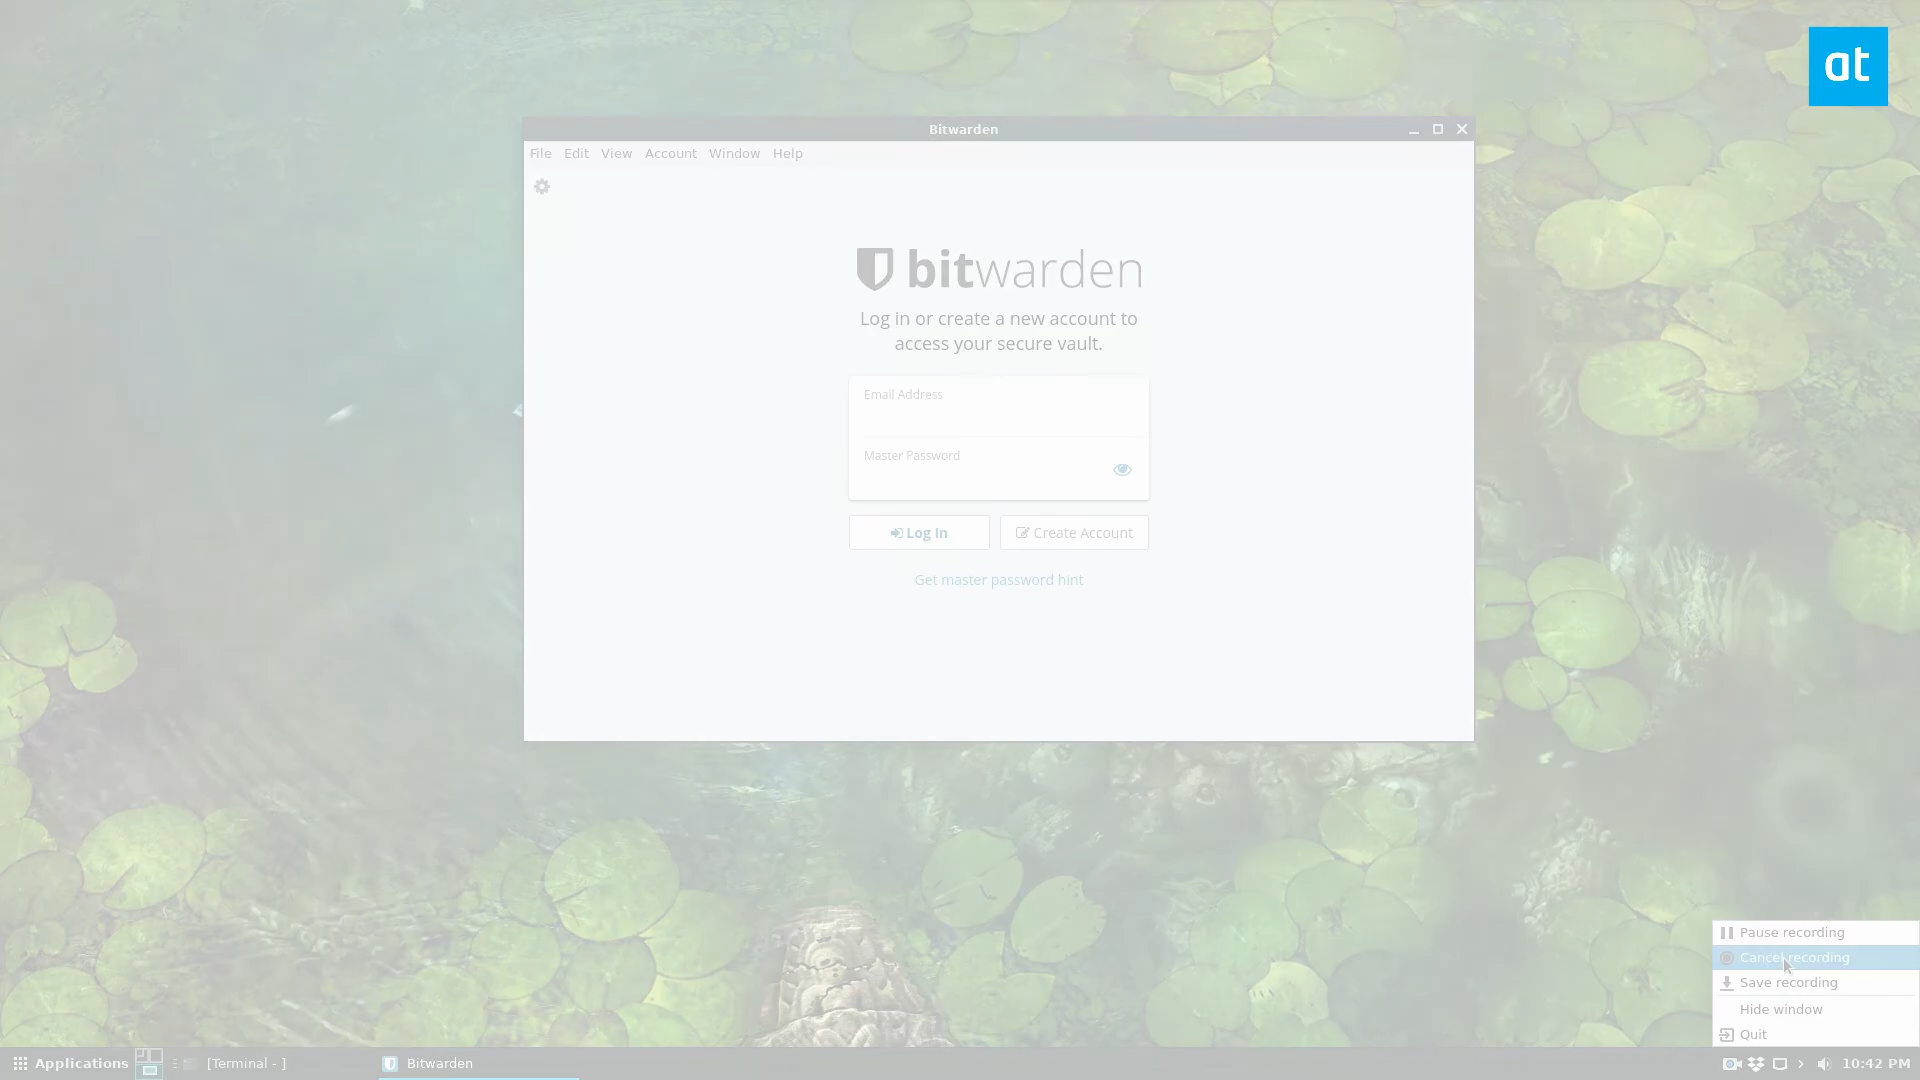 at
Bitwarden
File Edit View Account Window Help
bitwarden
Log in or create a new account to
access your secure vault.
Email Address
Master Password
Log In
Create Account
Get master password hint
Pause recording
Cancel recording
Save recording
Hide window
Quit
Applications
[Terminal - ]
Bitwarden
10:42 PM